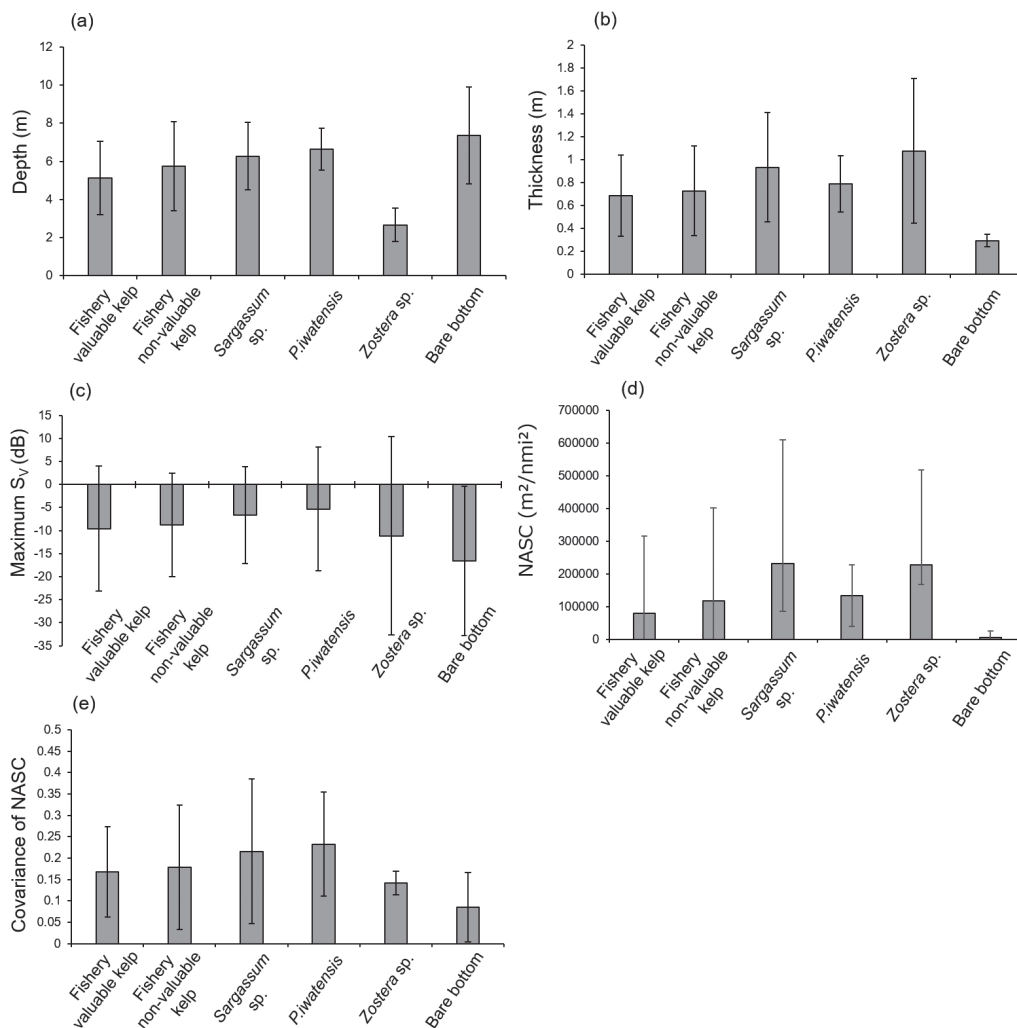 (a)
Depth (m)
12
10
8
6
4
2
0
Fishery
valuable kelp
Fishery
non-valuable
kelp
Sargassum
sp.
P.iwatensis
Zostera sp.
Bare bottom
(b)
Thickness (m)
2
1.8
1.6
1.4
1.2
1
0.8
0.6
0.4
0.2
0
Fishery
valuable kelp
Fishery
non-valuable
kelp
Sargassum
sp.
P.iwatensis
Zostera sp.
Bare bottom
(c)
Maximum SV (dB)
15
10
5
0
-5
-10
-15
-20
-25
-30
-35
Fishery
valuable kelp
Fishery
non-valuable
kelp
Sargassum
sp.
P.iwatensis
Zostera sp.
Bare bottom
(d)
NASC (m²/nmi²)
700000
600000
500000
400000
300000
200000
100000
0
Fishery
valuable kelp
Fishery
non-valuable
kelp
Sargassum
sp.
P.iwatensis
Zostera sp.
Bare bottom
(e)
Covariance of NASC
0.5
0.45
0.4
0.35
0.3
0.25
0.2
0.15
0.1
0.05
0
Fishery
valuable kelp
Fishery
non-valuable
kelp
Sargassum
sp.
P.iwatensis
Zostera sp.
Bare bottom